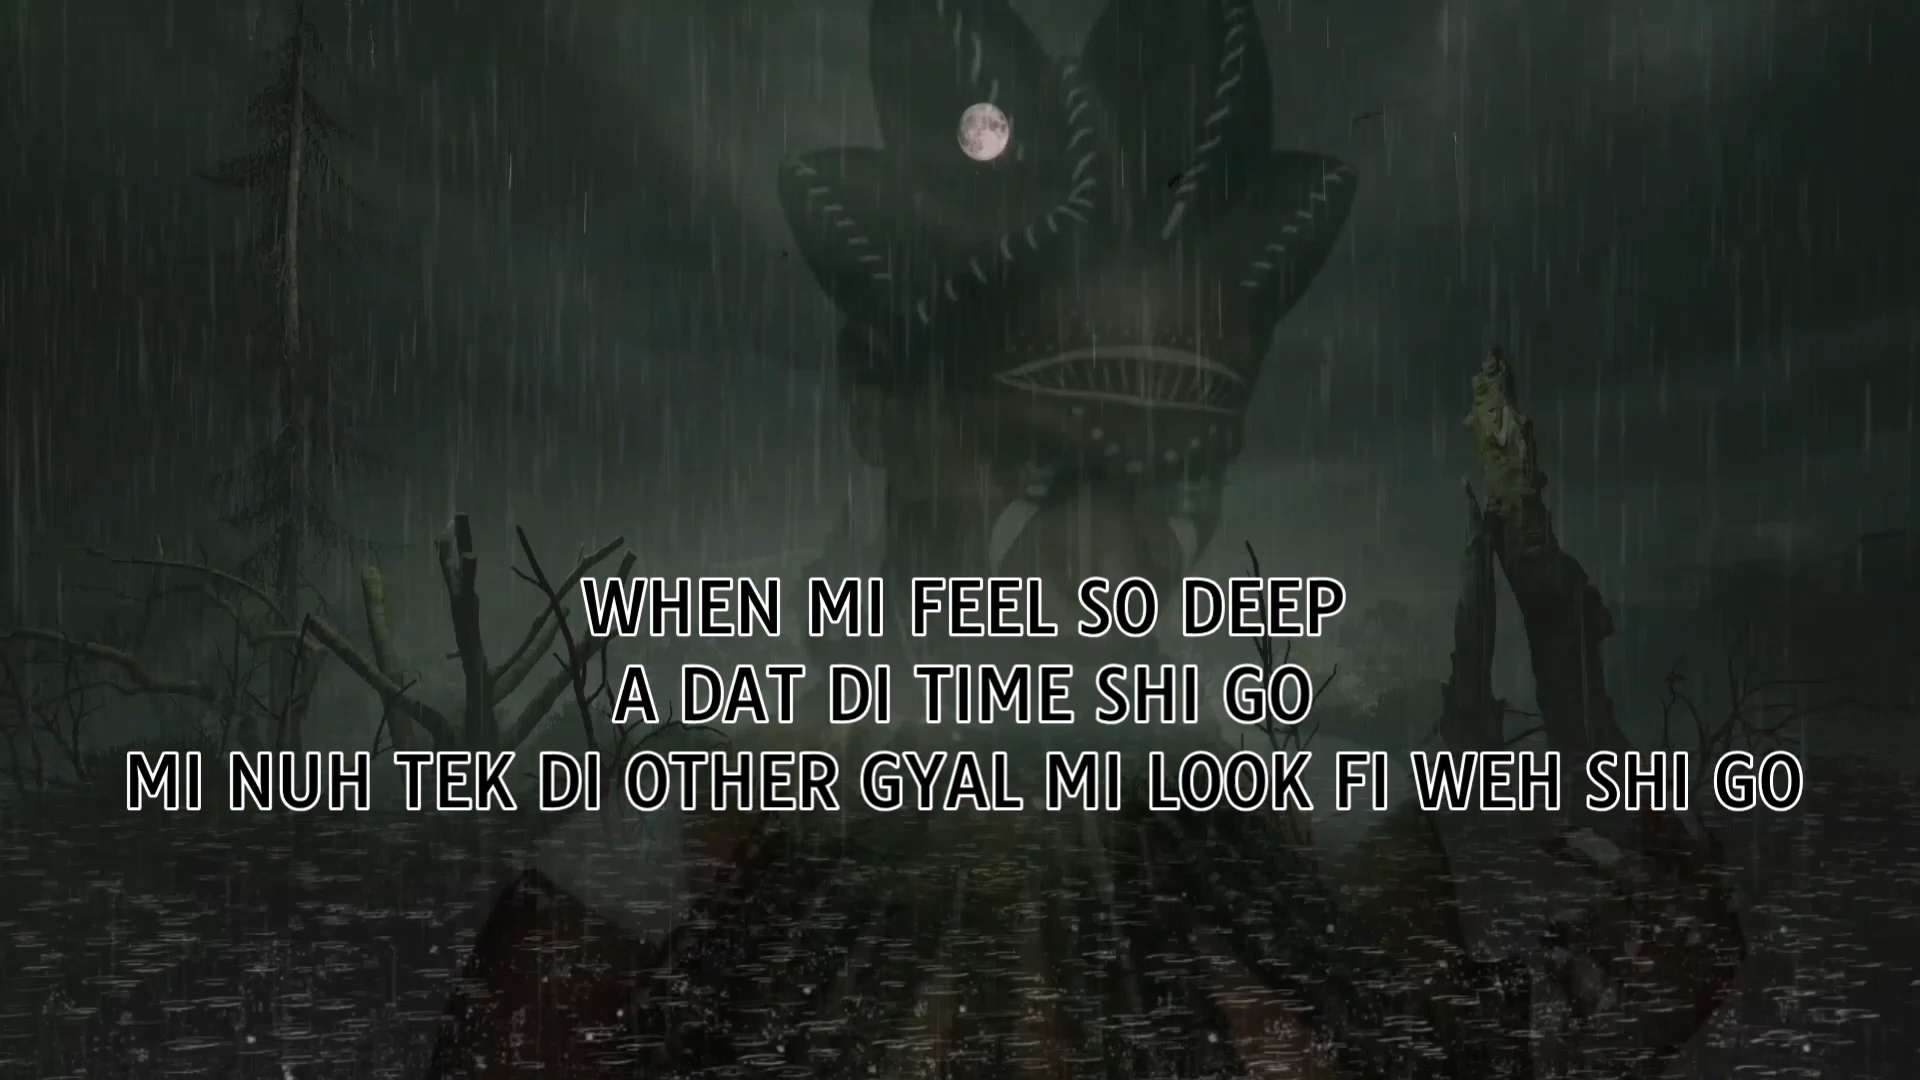 WHEN MI FEEL SO DEEP
A DAT DI TIME SHI GO
MI NUH TEK DI OTHER GYAL MI LOOK FI WEH SHI GO